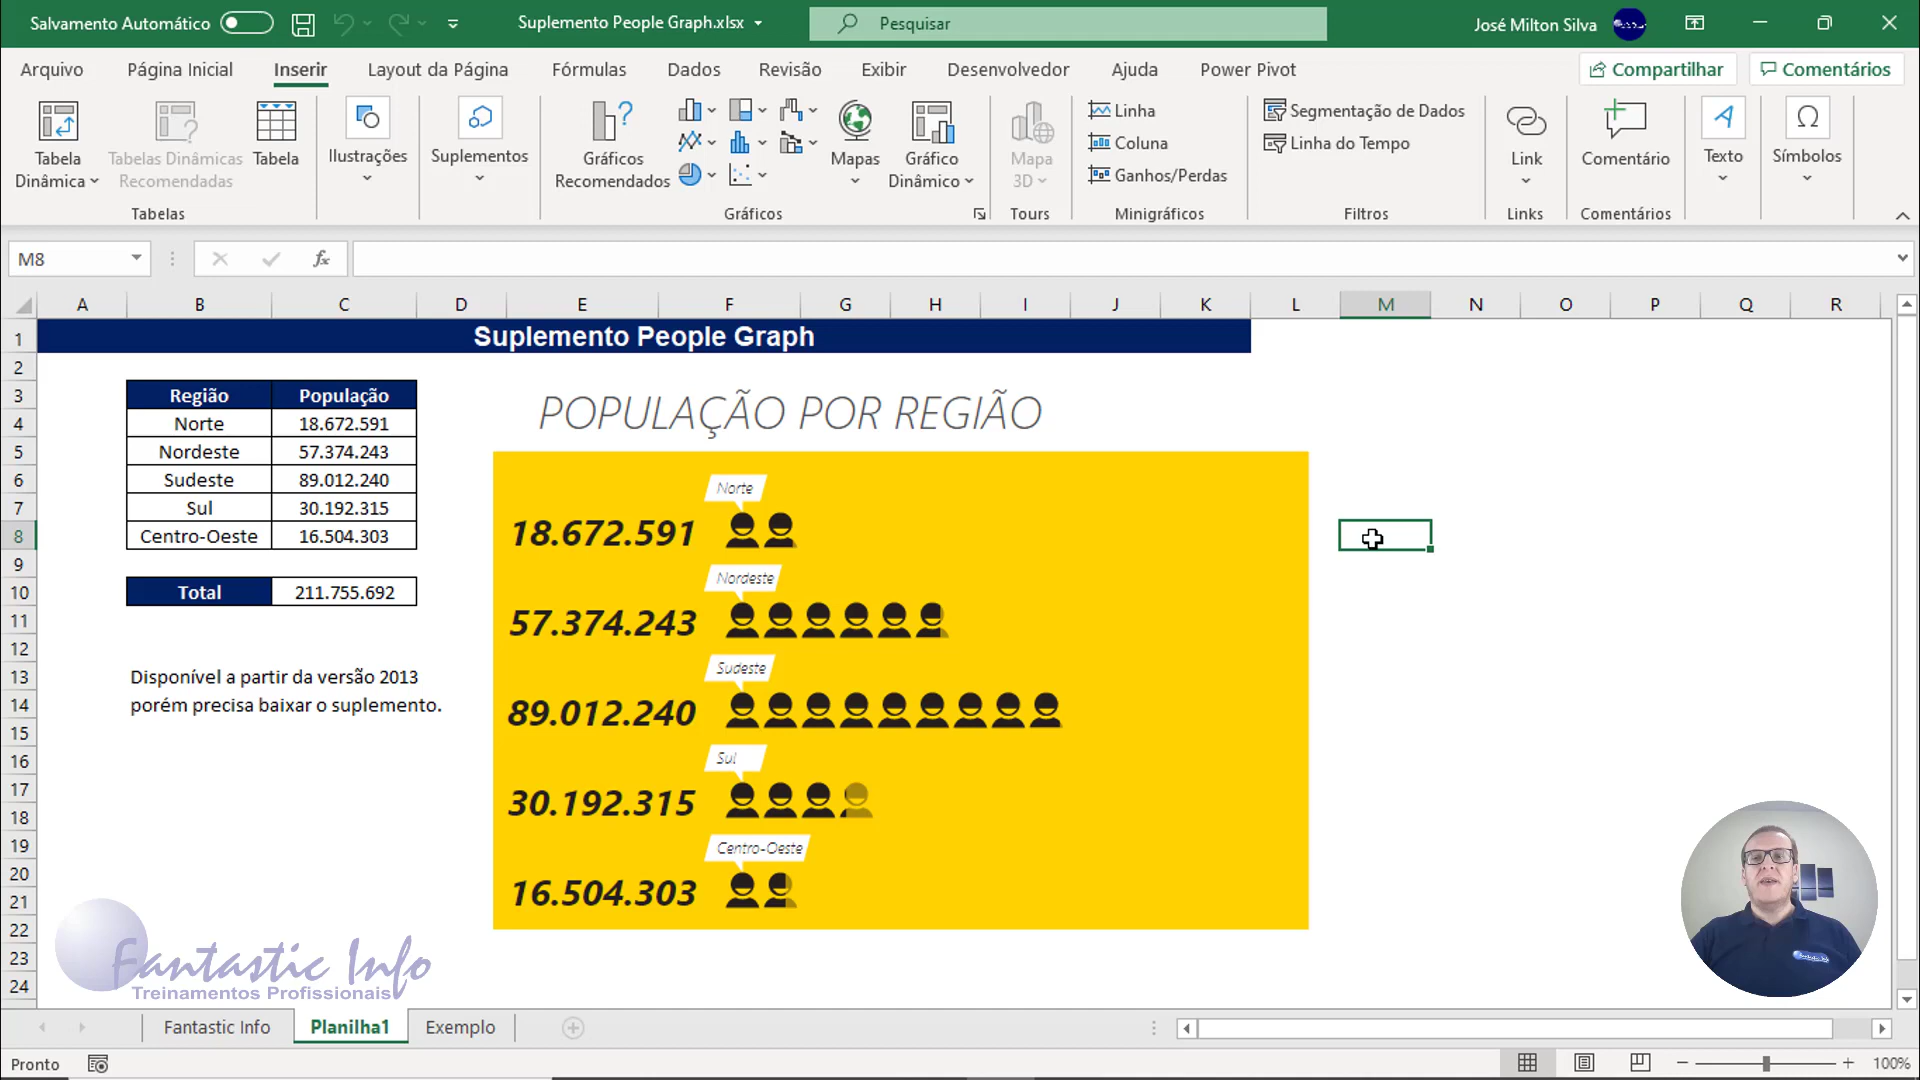 Salvamento Automático
Suplemento People Graph.xlsx
Pesquisar
José Milton Silva
Arquivo
Página Inicial
Inserir
Layout da Página
Fórmulas
Dados
Revisão
Exibir
Desenvolvedor
Ajuda
Power Pivot
Compartilhar
Comentários
Tabela
Dinâmica
Tabelas Dinâmicas
Recomendadas
Tabela
Tabelas
Ilustrações
Suplementos
Gráficos
Recomendados
Mapas
Gráfico
Dinâmico
Gráficos
Mapa
3D
Tours
Linha
Coluna
Ganhos/Perdas
Minigráficos
Segmentação de Dados
Linha do Tempo
Filtros
Link
Links
Comentário
Comentários
Texto
Símbolos
M8
fx
A B C D E F G H I J K L M N O P Q R
1
2
3
4
5
6
7
8
9
10
11
12
13
14
15
16
17
18
19
20
21
22
23
24
Suplemento People Graph
Região População
Norte 18.672.591
Nordeste 57.374.243
Sudeste 89.012.240
Sul 30.192.315
Centro-Oeste 16.504.303
Total 211.755.692
Disponível a partir da versão 2013
porém precisa baixar o suplemento.
POPULAÇÃO POR REGIÃO
Norte
18.672.591
Nordeste
57.374.243
Sudeste
89.012.240
Sul
30.192.315
Centro-Oeste
16.504.303
Fantastic Info
Treinamentos Profissionais
Fantastic Info
Planilha1
Exemplo
Pronto
100%